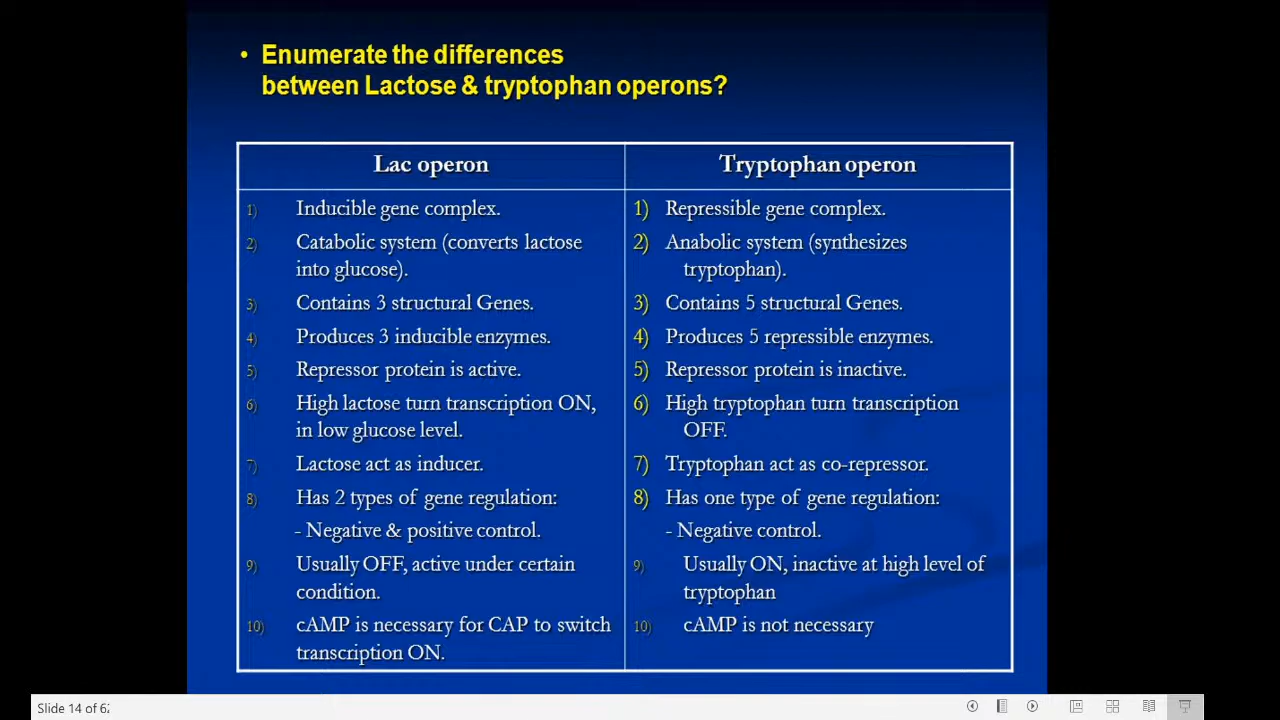 • Enumerate the differences
between Lactose & tryptophan operons?
Lac operon
1) Inducible gene complex.
2) Catabolic system (converts lactose
into glucose).
3) Contains 3 structural Genes.
4) Produces 3 inducible enzymes.
5) Repressor protein is active.
6) High lactose turn transcription ON,
in low glucose level.
7) Lactose act as inducer.
8) Has 2 types of gene regulation:
- Negative & positive control.
9) Usually OFF, active under certain
condition.
10) cAMP is necessary for CAP to switch
transcription ON.
Tryptophan operon
1) Repressible gene complex.
2) Anabolic system (synthesizes
tryptophan).
3) Contains 5 structural Genes.
4) Produces 5 repressible enzymes.
5) Repressor protein is inactive.
6) High tryptophan turn transcription
OFF.
7) Tryptophan act as co-repressor.
8) Has one type of gene regulation:
- Negative control.
9) Usually ON, inactive at high level of
tryptophan
10) cAMP is not necessary
Slide 14 of 62